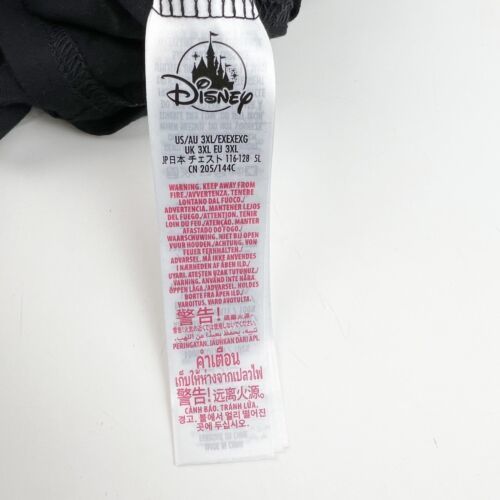 DISNEY
US/AU 3XL/EXEXEXG
UK 3XL EU 3XL
JP日本 チェスト 116-128 5L
CN 205/144C
WARNING. KEEP AWAY FROM
FIRE./AVVERTENZA. TENERE
LONTANO DAL FUOCO./
ADVERTENCIA. MANTENER LEJOS
DEL FUEGO./ATTENTION. TENIR
LOIN DU FEU./ATENÇÃO. MANTER
AFASTADO DO FOGO./
WAARSCHUWING. NIET BIJ OPEN
VUUR HOUDEN./ACHTUNG. VON
FEUER FERNHALTEN./
ADVARSEL. MÅ IKKE ANVENDES
I NÆRHEDEN AF ÅBEN ILD./
UYARI. ATEŞTEN UZAK TUTUNUZ./
VARNING. ANVÄND INTE NÄRA
ÖPPEN LÅGA./ADVARSEL. HOLDES
BORTE FRA ÅPEN ILD./
VAROITUS. VARO AVOTULTA.
警告!
PERINGATAN. JAUHKAN DARI API.
คำเตือน
เก็บให้ห่างจากเปลวไฟ
警告! 远离火源。
CẢNH BÁO. TRÁNH LỬA.
경고. 불에서 멀리 떨어진
곳에 두십시오.